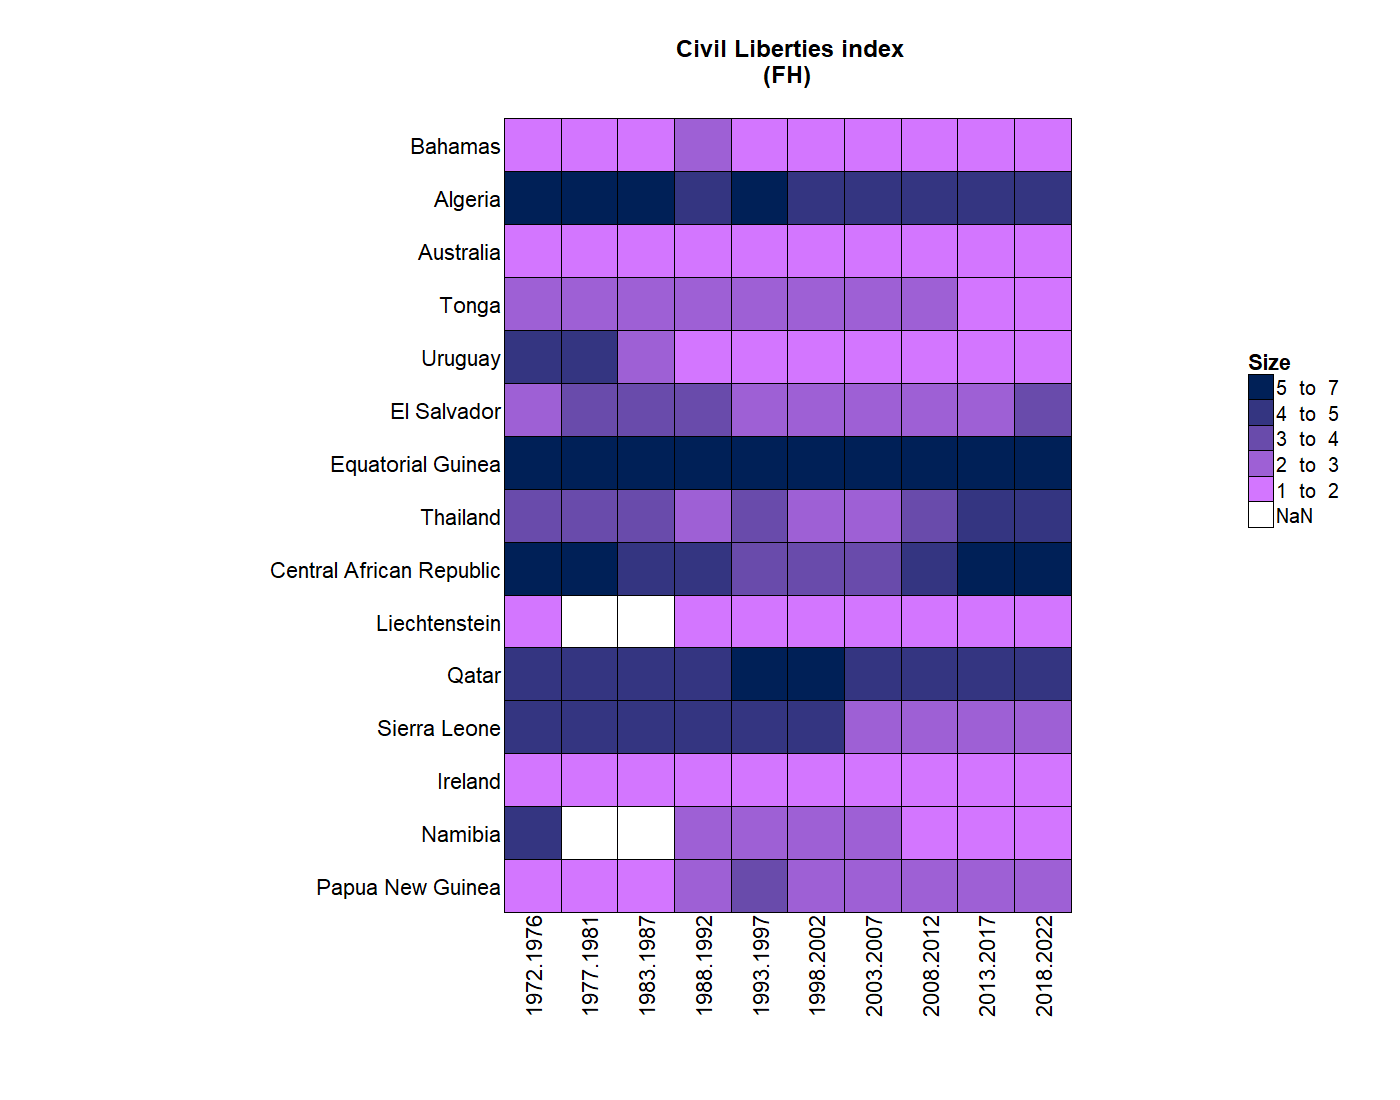 Civil Liberties index
(FH)
Bahamas
Algeria
Australia
Tonga
Uruguay
El Salvador
Equatorial Guinea
Thailand
Central African Republic
Liechtenstein
Qatar
Sierra Leone
Ireland
Namibia
Papua New Guinea
1972.1976
1977.1981
1983.1987
1988.1992
1993.1997
1998.2002
2003.2007
2008.2012
2013.2017
2018.2022
Size
5 to 7
4 to 5
3 to 4
2 to 3
1 to 2
NaN